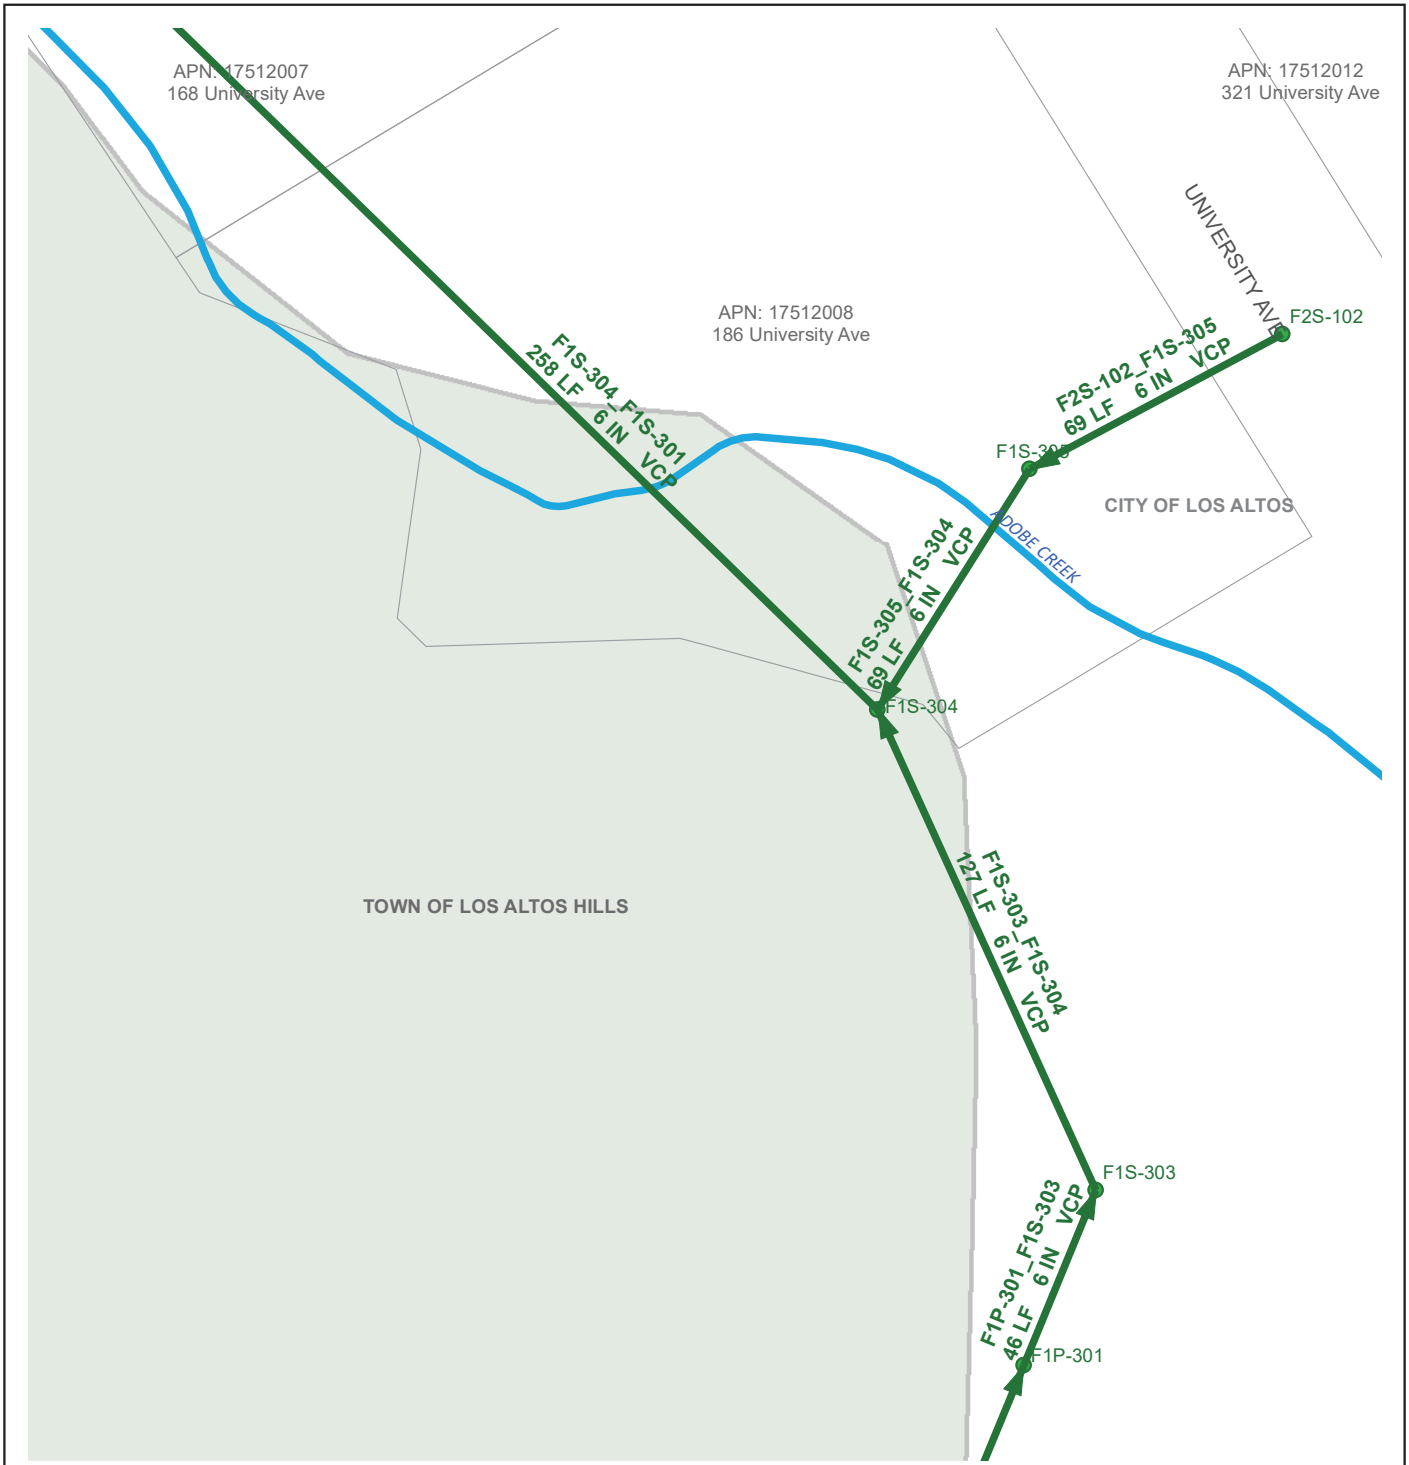 APN: 17512007
168 University Ave
APN: 17512012
321 University Ave
UNIVERSITY AVE
APN: 17512008
186 University Ave
F2S-102
F2S-102_F1S-305
69 LF 6 IN VCP
F1S-304_F1S-301
258 LF 6 IN VCP
F1S-305
CITY OF LOS ALTOS
ADOBE CREEK
F1S-305_F1S-304
69 LF 6 IN VCP
F1S-304
TOWN OF LOS ALTOS HILLS
F1S-303_F1S-304
127 LF 6 IN VCP
F1S-303
F1P-301_F1S-303
46 LF 6 IN VCP
F1P-301